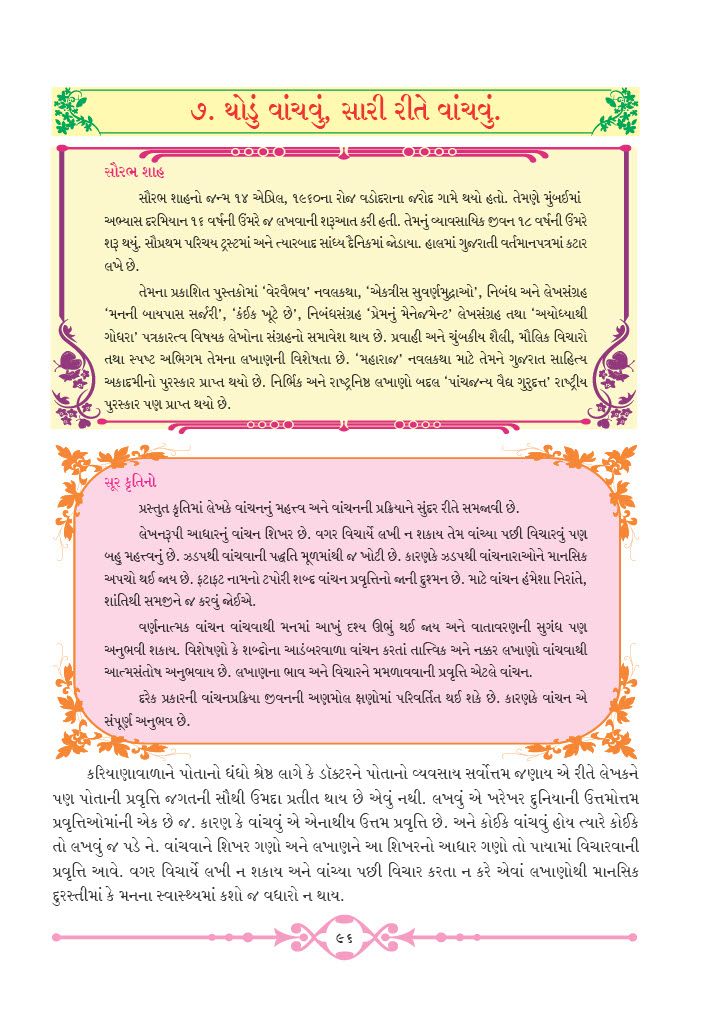 ૭. થોડું વાંચવું, સારી રીતે વાંચવું.
સૌરભ શાહ
સૌરભ શાહનો જન્મ ૧૪ એપ્રિલ, ૧૯૬૦ના રોજ વડોદરાના જરોદ ગામે થયો હતો. તેમણે મુંબઈમાં
અભ્યાસ દરમિયાન ૧૬ વર્ષની ઉંમરે જ લખવાની શરૂઆત કરી હતી. તેમનું વ્યાવસાયિક જીવન ૧૮ વર્ષની ઉંમરે
શરૂ થયું. સૌપ્રથમ પરિચય ટ્રસ્ટમાં અને ત્યારબાદ સાંધ્ય દૈનિકમાં જોડાયા. હાલમાં ગુજરાતી વર્તમાનપત્રમાં કટાર
લખે છે.
તેમના પ્રકાશિત પુસ્તકોમાં ‘વેરવૈભવ’ નવલકથા, ‘એકત્રીસ સુવર્ણમુદ્રાઓ’, નિબંધ અને લેખસંગ્રહ
‘મનની બાયપાસ સર્જરી’, ‘કંઈક ખૂટે છે’, નિબંધસંગ્રહ ‘પ્રેમનું મેનેજમેન્ટ’ લેખસંગ્રહ તથા ‘અયોધ્યાથી
ગોધરા’ પત્રકારત્વ વિષયક લેખોના સંગ્રહનો સમાવેશ થાય છે. પ્રવાહી અને ચુંબકીય શૈલી, મૌલિક વિચારો
તથા સ્પષ્ટ અભિગમ તેમના લખાણની વિશેષતા છે. ‘મહારાજ’ નવલકથા માટે તેમને ગુજરાત સાહિત્ય
અકાદમીનો પુરસ્કાર પ્રાપ્ત થયો છે. નિર્ભિક અને રાષ્ટ્રનિષ્ઠ લખાણો બદલ ‘પાંચજન્ય વૈદ્ય ગુરુદત્ત’ રાષ્ટ્રીય
પુરસ્કાર પણ પ્રાપ્ત થયો છે.
સૂર કૃતિનો
પ્રસ્તુત કૃતિમાં લેખકે વાંચનનું મહત્ત્વ અને વાંચનની પ્રક્રિયાને સુંદર રીતે સમજાવી છે.
લેખનરૂપી આધારનું વાંચન શિખર છે. વગર વિચાર્યે લખી ન શકાય તેમ વાંચ્યા પછી વિચારવું પણ
બહુ મહત્ત્વનું છે. ઝડપથી વાંચવાની પદ્ધતિ મૂળમાંથી જ ખોટી છે. કારણકે ઝડપથી વાંચનારાઓને માનસિક
અપચો થઈ જાય છે. ફટાફટ નામનો ટપોરી શબ્દ વાંચન પ્રવૃત્તિનો જાની દુશ્મન છે. માટે વાંચન હંમેશા નિરાંતે,
શાંતિથી સમજીને જ કરવું જોઈએ.
વર્ણનાત્મક વાંચન વાંચવાથી મનમાં આખું દશ્ય ઊભું થઈ જાય અને વાતાવરણની સુગંધ પણ
અનુભવી શકાય. વિશેષણો કે શબ્દોના આડંબરવાળા વાંચન કરતાં તાત્ત્વિક અને નક્કર લખાણો વાંચવાથી
આત્મસંતોષ અનુભવાય છે. લખાણના ભાવ અને વિચારને મમળાવવાની પ્રવૃત્તિ એટલે વાંચન.
દરેક પ્રકારની વાંચનપ્રક્રિયા જીવનની અણમોલ ક્ષણોમાં પરિવર્તિત થઈ શકે છે. કારણકે વાંચન એ
સંપૂર્ણ અનુભવ છે.
કરિયાણાવાળાને પોતાનો ધંધો શ્રેષ્ઠ લાગે કે ડૉક્ટરને પોતાનો વ્યવસાય સર્વોત્તમ જણાય એ રીતે લેખકને
પણ પોતાની પ્રવૃત્તિ જગતની સૌથી ઉમદા પ્રતીત થાય છે એવું નથી. લખવું એ ખરેખર દુનિયાની ઉત્તમોત્તમ
પ્રવૃત્તિઓમાંની એક છે જ. કારણ કે વાંચવું એ એનાથીય ઉત્તમ પ્રવૃત્તિ છે. અને કોઈકે વાંચવું હોય ત્યારે કોઈકે
તો લખવું જ પડે ને. વાંચવાને શિખર ગણો અને લખાણને આ શિખરનો આધાર ગણો તો પાયામાં વિચારવાની
પ્રવૃત્તિ આવે. વગર વિચાર્યે લખી ન શકાય અને વાંચ્યા પછી વિચાર કરતા ન કરે એવાં લખાણોથી માનસિક
દુરસ્તીમાં કે મનના સ્વાસ્થ્યમાં કશો જ વધારો ન થાય.
૯૬